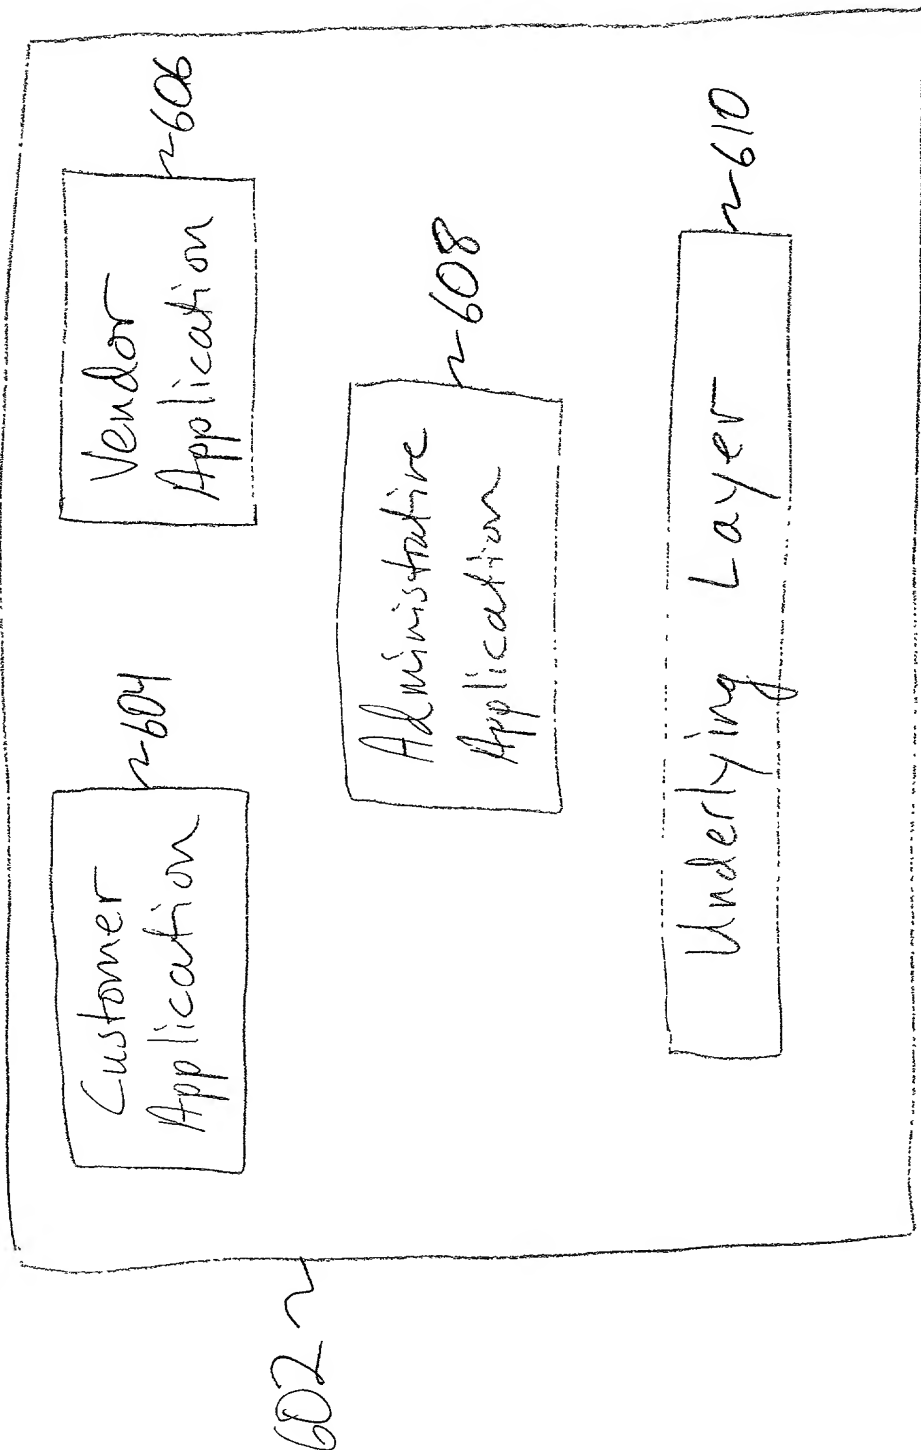 Customer
Application
604
Vendor
Application
606
Administrative
Application
608
Underlying Layer
610
602